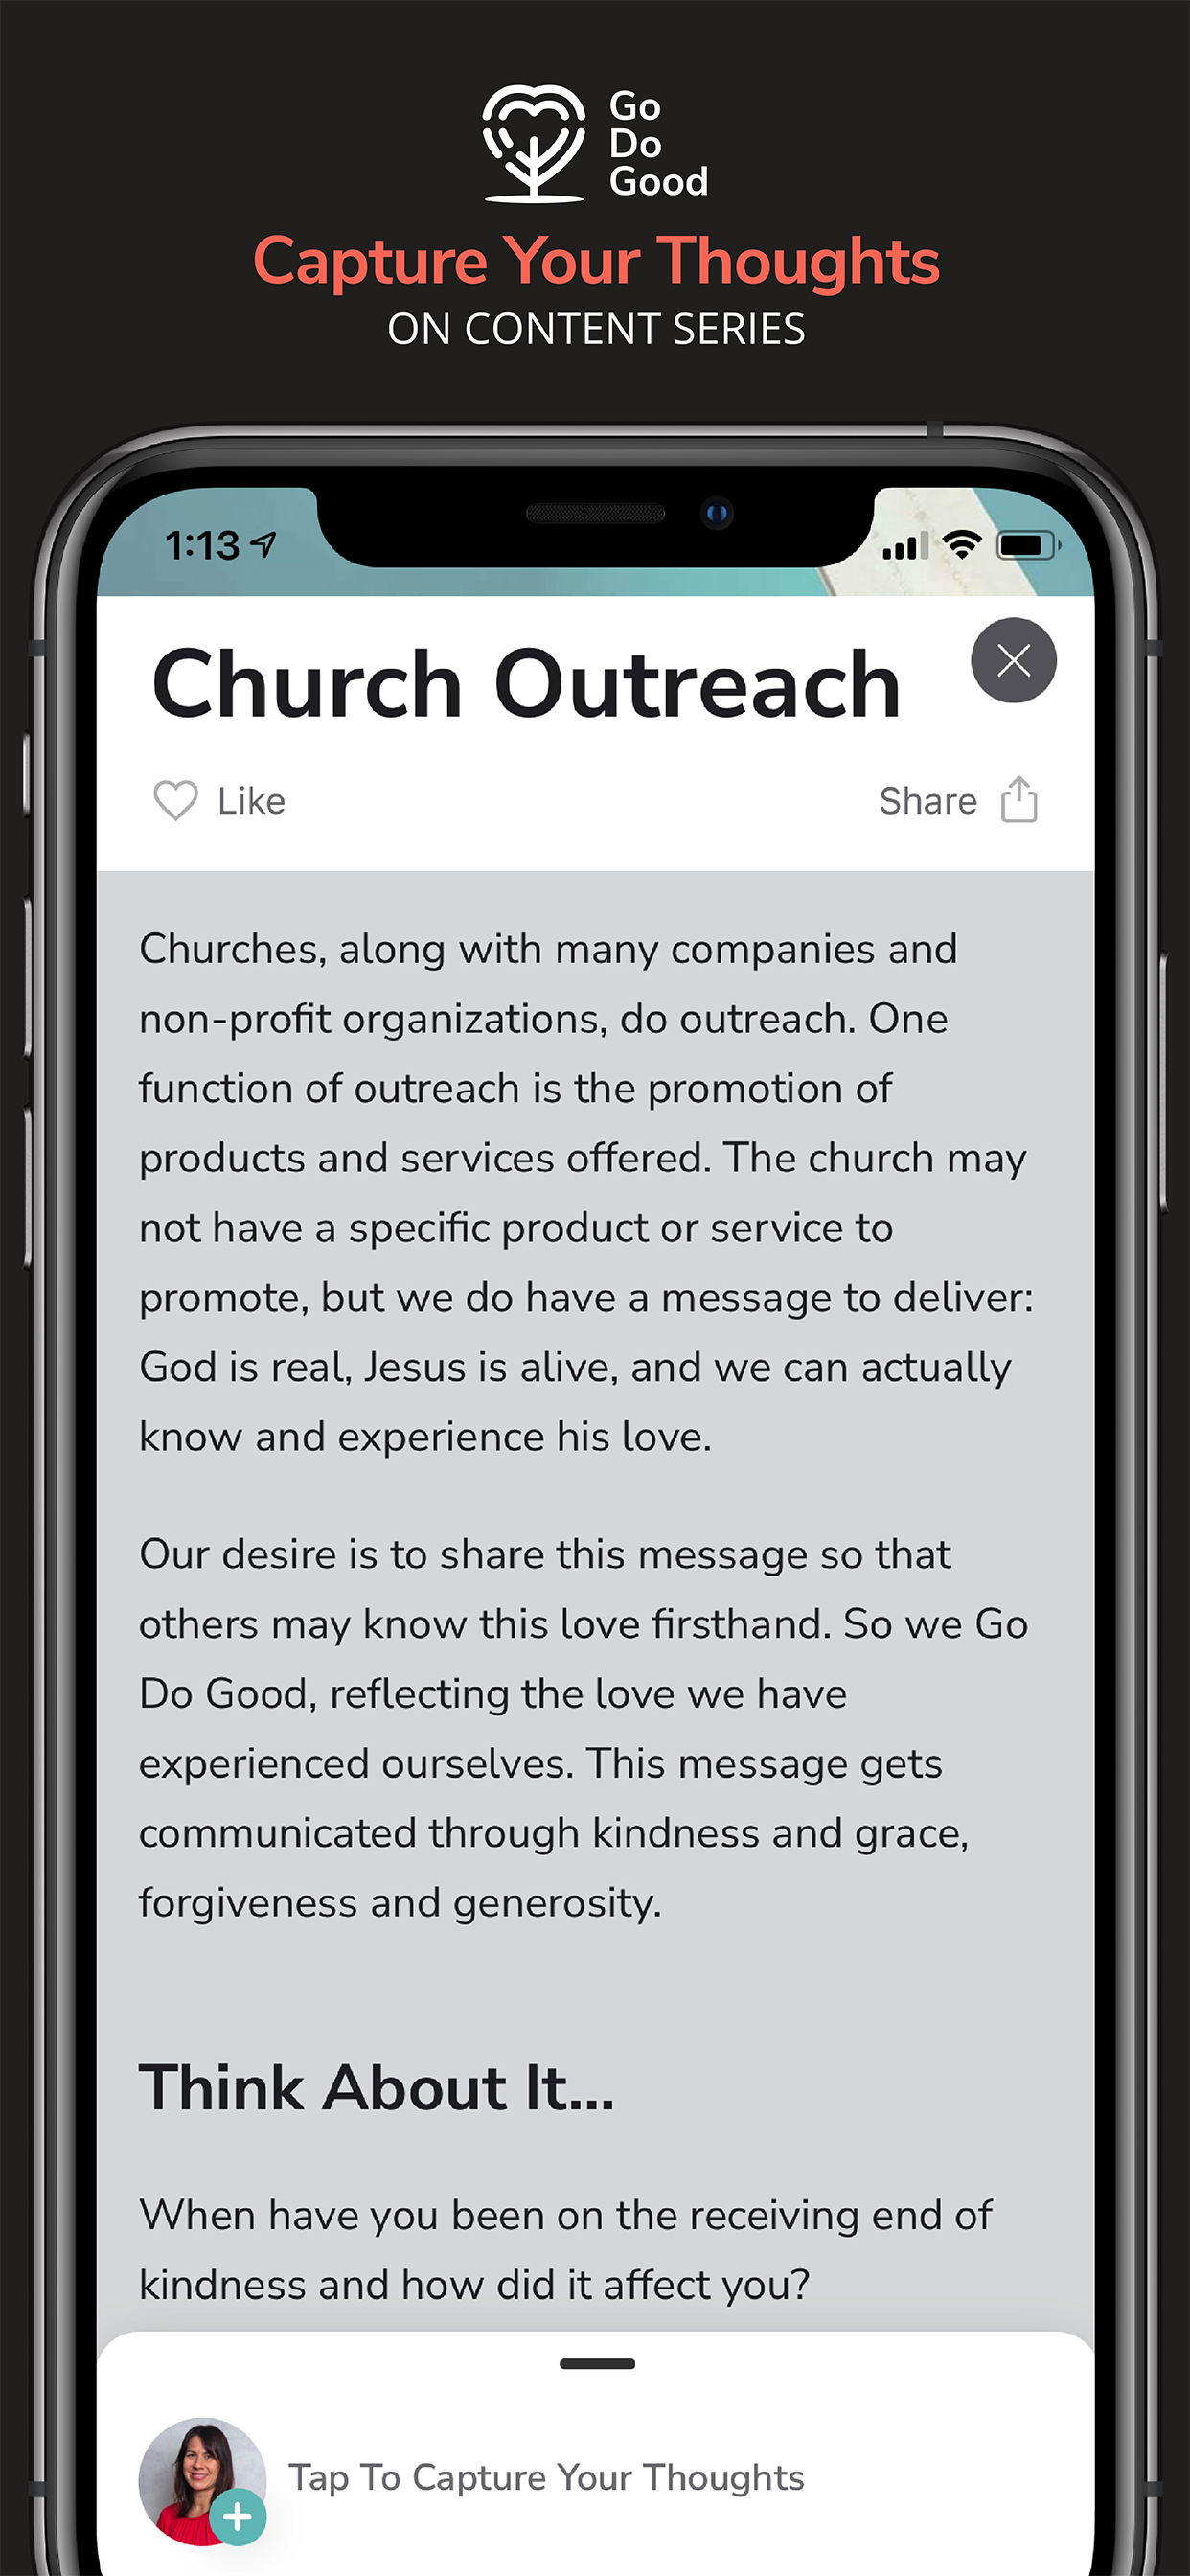 Go
Do
Good
Capture Your Thoughts
ON CONTENT SERIES
1:13
Church Outreach
Like
Share
Churches, along with many companies and
non-profit organizations, do outreach. One
function of outreach is the promotion of
products and services offered. The church may
not have a specific product or service to
promote, but we do have a message to deliver:
God is real, Jesus is alive, and we can actually
know and experience his love.
Our desire is to share this message so that
others may know this love firsthand. So we Go
Do Good, reflecting the love we have
experienced ourselves. This message gets
communicated through kindness and grace,
forgiveness and generosity.
Think About It...
When have you been on the receiving end of
kindness and how did it affect you?
Tap To Capture Your Thoughts